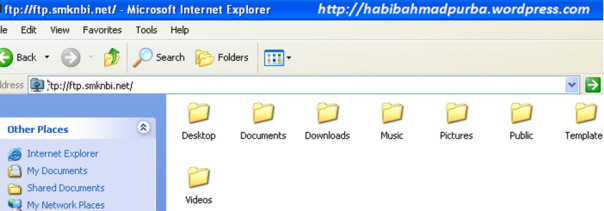 ftp://ftp.smknbi.net/ - Microsoft Internet Explorer http://habibahmadpurba.wordpress.com
le Edit View Favorites Tools Help
Back Search Folders
ddress tp://ftp.smknbi.net/
Other Places
Internet Explorer
My Documents
Shared Documents
My Network Places
Desktop Documents Downloads Music Pictures Public Template
Videos